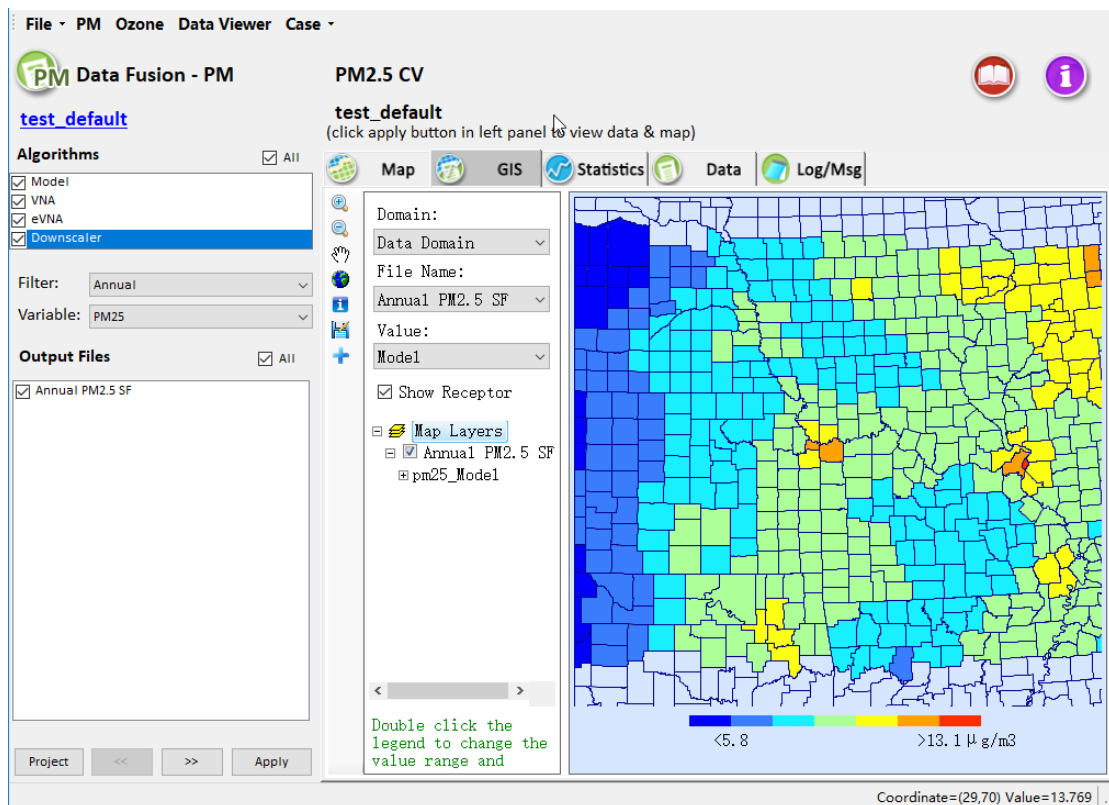 File PM Ozone Data Viewer Case
PM Data Fusion - PM
PM2.5 CV
test_default
test_default
(click apply button in left panel to view data & map)
Algorithms
All
Model
VNA
eVNA
Downscaler
Filter: Annual
Variable: PM25
Output Files
All
Annual PM2.5 SF
Project << >> Apply
Map GIS Statistics Data Log/Msg
Domain:
Data Domain
File Name:
Annual PM2.5 SF
Value:
Model
Show Receptor
Map Layers
Annual PM2.5 SF
pm25_Model
Double click the
legend to change the
value range and
<5.8 >13.1 μg/m3
Coordinate=(29,70) Value=13.769